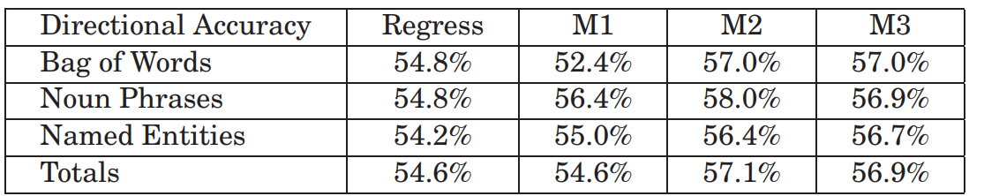 Directional Accuracy Regress M1 M2 M3
Bag of Words 54.8% 52.4% 57.0% 57.0%
Noun Phrases 54.8% 56.4% 58.0% 56.9%
Named Entities 54.2% 55.0% 56.4% 56.7%
Totals 54.6% 54.6% 57.1% 56.9%